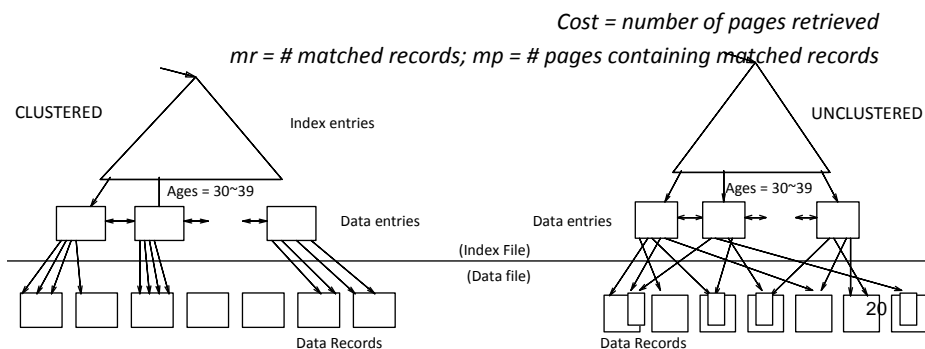 Cost = number of pages retrieved
mr = # matched records; mp = # pages containing matched records
CLUSTERED
Index entries
UNCLUSTERED
Ages = 30~39
Ages = 30~39
Data entries
Data entries
(Index File)
(Data file)
20
Data Records
Data Records